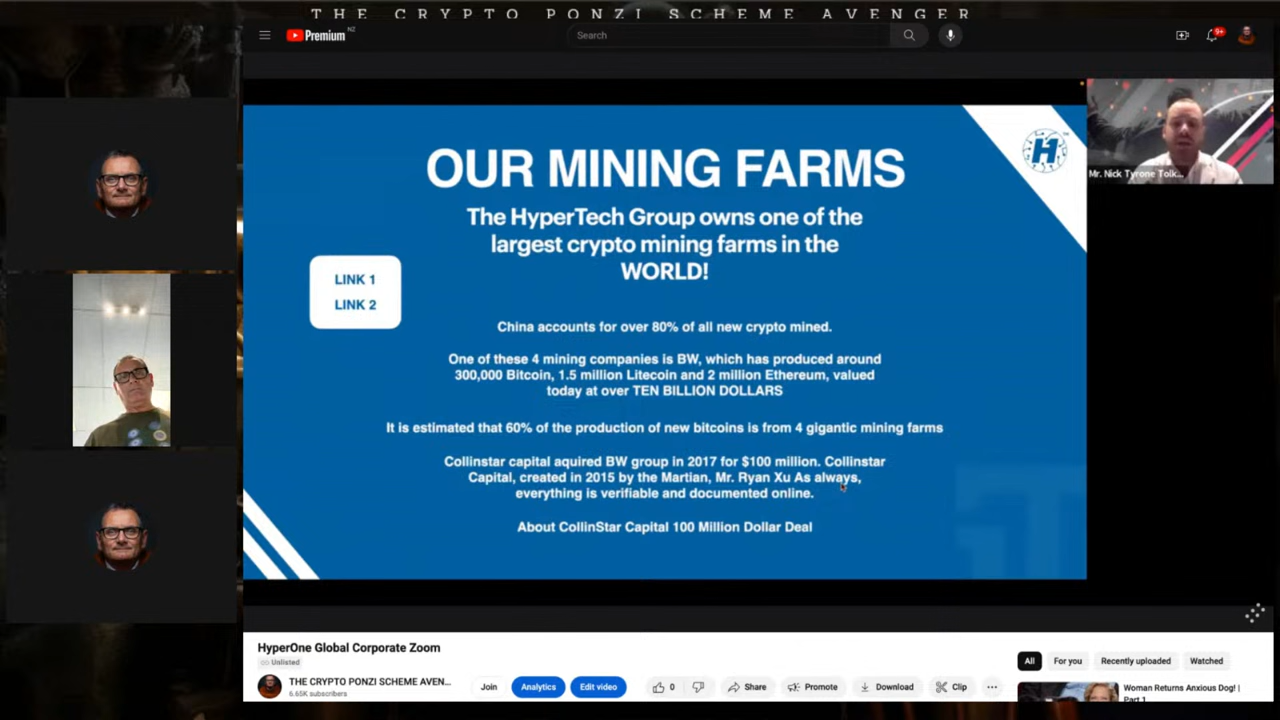 THE CRYPTO PONZI SCHEME AVENGER
Premium NZ
Search
9+
OUR MINING FARMS
H
The HyperTech Group owns one of the
largest crypto mining farms in the
WORLD!
LINK 1
LINK 2
China accounts for over 80% of all new crypto mined.
One of these 4 mining companies is BW, which has produced around
300,000 Bitcoin, 1.5 million Litecoin and 2 million Ethereum, valued
today at over TEN BILLION DOLLARS
It is estimated that 60% of the production of new bitcoins is from 4 gigantic mining farms
Collinstar capital aquired BW group in 2017 for $100 million. Collinstar
Capital, created in 2015 by the Martian, Mr. Ryan Xu As always,
everything is verifiable and documented online.
About CollinStar Capital 100 Million Dollar Deal
Mr. Nick Tyrone Tolk...
HyperOne Global Corporate Zoom
Unlisted
THE CRYPTO PONZI SCHEME AVEN...
6.65K subscribers
Join
Analytics
Edit video
0
Share
Promote
Download
Clip
...
All
For you
Recently uploaded
Watched
Woman Returns Anxious Dog! |
Part 1